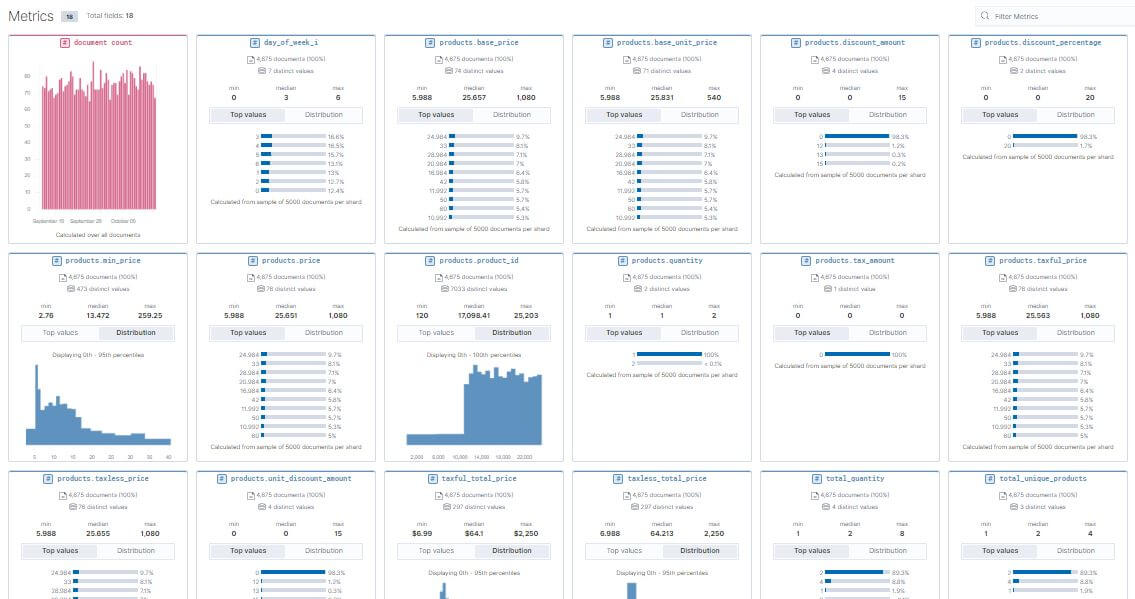 Metrics 18 Total fields: 18
Filter Metrics
document count
80
70
60
50
40
30
20
10
0
September 15 September 25 October 05
Calculated over all documents
day_of_week_i
4,675 documents (100%)
7 distinct values
min median max
0 3 6
Top values Distribution
3 16.6%
4 16.5%
5 15.7%
6 13.1%
1 13%
2 12.7%
0 12.4%
Calculated from sample of 5000 documents per shard
products.base_price
4,675 documents (100%)
74 distinct values
min median max
5.988 25.657 1,080
Top values Distribution
24.984 9.7%
33 8.1%
28.984 7.1%
20.984 7%
16.984 6.4%
42 5.8%
11.992 5.7%
50 5.7%
60 5.4%
10.992 5.3%
Calculated from sample of 5000 documents per shard
products.base_unit_price
4,675 documents (100%)
71 distinct values
min median max
5.988 25.831 540
Top values Distribution
24.984 9.7%
33 8.1%
28.984 7.1%
20.984 7%
16.984 6.4%
42 5.8%
11.992 5.7%
50 5.7%
60 5.4%
10.992 5.3%
Calculated from sample of 5000 documents per shard
products.discount_amount
4,675 documents (100%)
4 distinct values
min median max
0 0 15
Top values Distribution
0 98.3%
12 1.2%
13 0.3%
15 0.2%
Calculated from sample of 5000 documents per shard
products.discount_percentage
4,675 documents (100%)
2 distinct values
min median max
0 0 20
Top values Distribution
0 98.3%
20 1.7%
Calculated from sample of 5000 documents per shard
products.min_price
4,675 documents (100%)
473 distinct values
min median max
2.76 13.472 259.25
Top values Distribution
Displaying 0th - 95th percentiles
5 10 15 20 25 30 35 40
products.price
4,675 documents (100%)
76 distinct values
min median max
5.988 25.651 1,080
Top values Distribution
24.984 9.7%
33 8.1%
28.984 7.1%
20.984 7%
16.984 6.4%
42 5.8%
11.992 5.7%
50 5.7%
10.992 5.3%
60 5%
Calculated from sample of 5000 documents per shard
products.product_id
4,675 documents (100%)
7033 distinct values
min median max
120 17,098.41 25,203
Top values Distribution
Displaying 0th - 100th percentiles
2,000 6,000 10,000 14,000 18,000 22,000
products.quantity
4,675 documents (100%)
2 distinct values
min median max
1 1 2
Top values Distribution
1 100%
2 < 0.1%
Calculated from sample of 5000 documents per shard
products.tax_amount
4,675 documents (100%)
1 distinct value
min median max
0 0 0
Top values Distribution
0 100%
Calculated from sample of 5000 documents per shard
products.taxful_price
4,675 documents (100%)
76 distinct values
min median max
5.988 25.563 1,080
Top values Distribution
24.984 9.7%
33 8.1%
28.984 7.1%
20.984 7%
16.984 6.4%
42 5.8%
11.992 5.7%
50 5.7%
10.992 5.3%
60 5%
Calculated from sample of 5000 documents per shard
products.taxless_price
4,675 documents (100%)
76 distinct values
min median max
5.988 25.655 1,080
Top values Distribution
24.984 9.7%
33 8.1%
28.984 7.1%
products.unit_discount_amount
4,675 documents (100%)
4 distinct values
min median max
0 0 15
Top values Distribution
0 98.3%
12 1.2%
13 0.3%
taxful_total_price
4,675 documents (100%)
297 distinct values
min median max
$6.99 $64.1 $2,250
Top values Distribution
Displaying 0th - 95th percentiles
taxless_total_price
4,675 documents (100%)
297 distinct values
min median max
6.988 64.213 2,250
Top values Distribution
Displaying 0th - 95th percentiles
total_quantity
4,675 documents (100%)
4 distinct values
min median max
1 2 8
Top values Distribution
2 89.3%
4 8.8%
1 1.9%
total_unique_products
4,675 documents (100%)
3 distinct values
min median max
1 2 4
Top values Distribution
2 89.3%
4 8.8%
1 1.9%